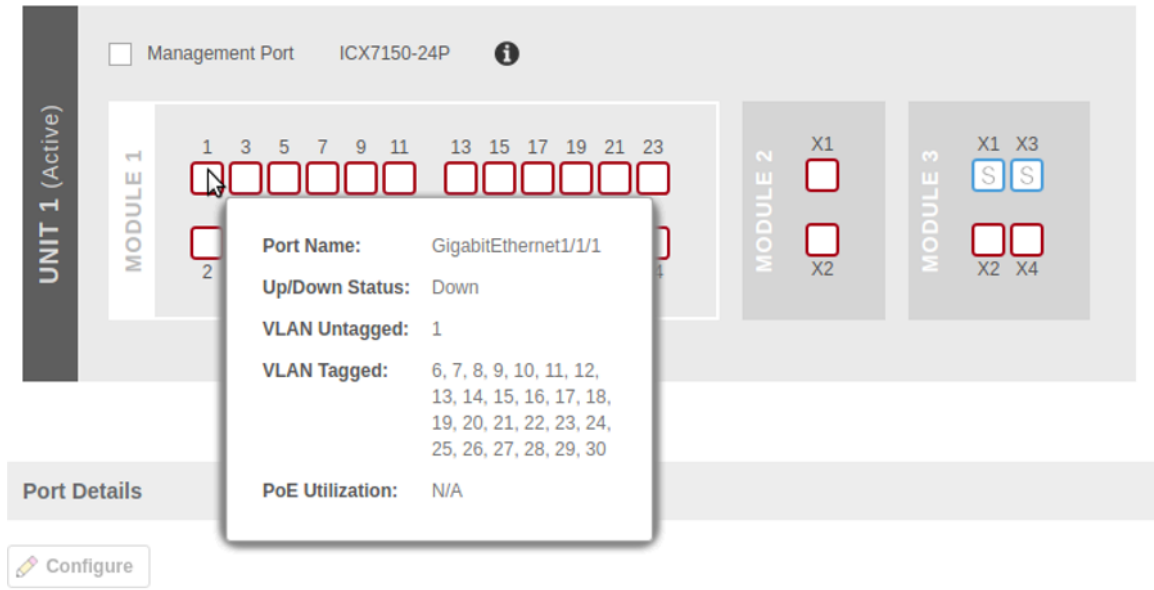 Management Port ICX7150-24P
UNIT 1 (Active)
MODULE 1
1 3 5 7 9 11 13 15 17 19 21 23
2
MODULE 2
X1
X2
MODULE 3
X1 X3
S S
X2 X4
Port Name: GigabitEthernet1/1/1
Up/Down Status: Down
VLAN Untagged: 1
VLAN Tagged: 6, 7, 8, 9, 10, 11, 12,
13, 14, 15, 16, 17, 18,
19, 20, 21, 22, 23, 24,
25, 26, 27, 28, 29, 30
PoE Utilization: N/A
Port Details
Configure